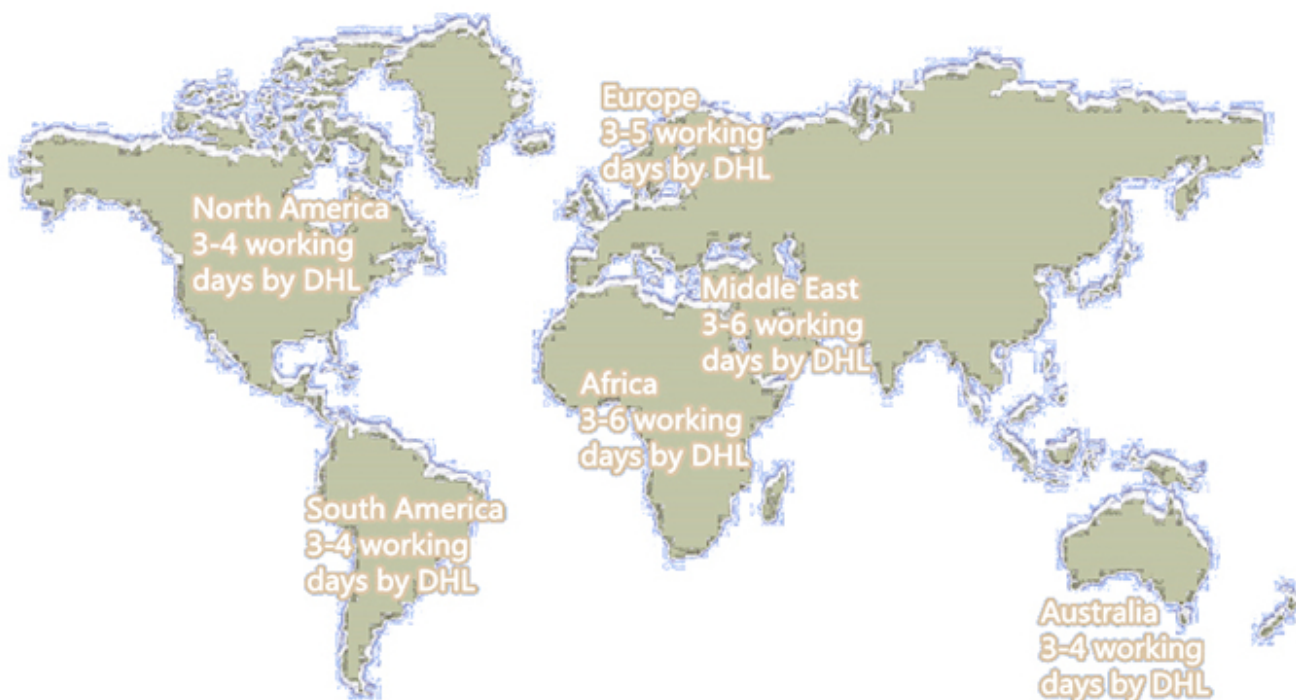 Europe
3-5 working
days by DHL
North America
3-4 working
days by DHL
Middle East
3-6 working
days by DHL
Africa
3-6 working
days by DHL
South America
3-4 working
days by DHL
Australia
3-4 working
days by DHL